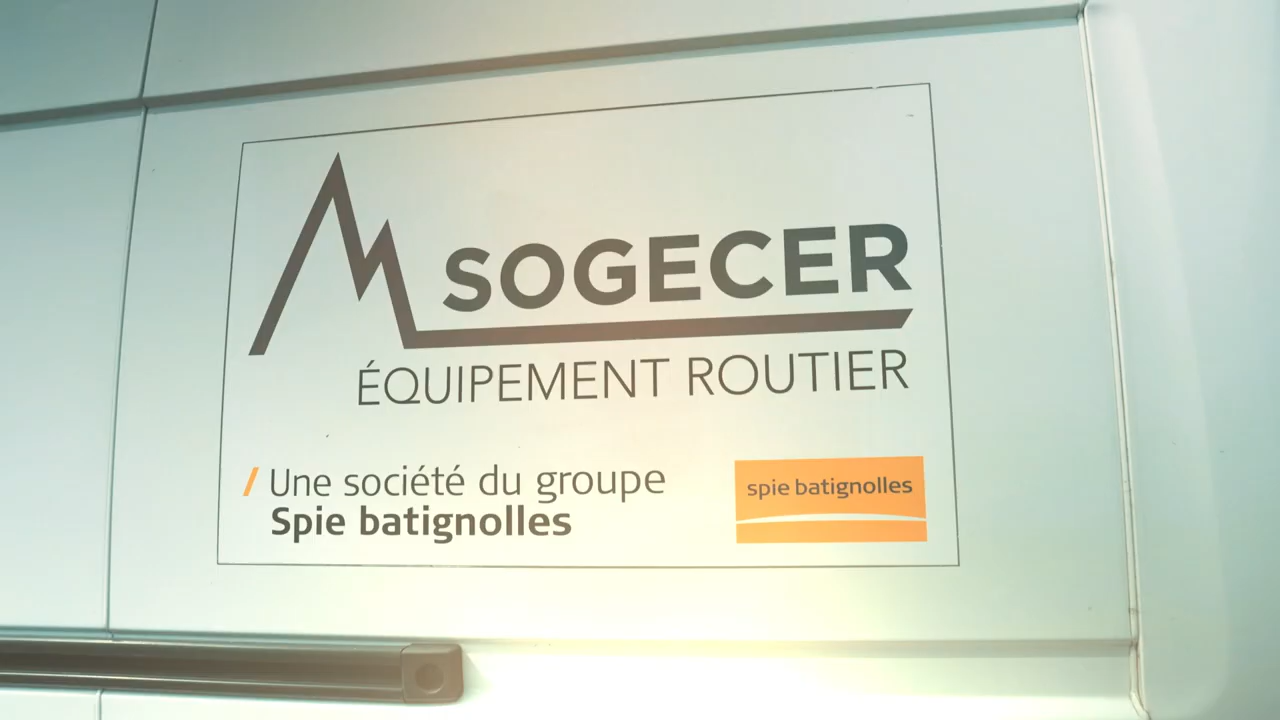 SOGECER
ÉQUIPEMENT ROUTIER
/ Une société du groupe
Spie batignolles
spie batignolles